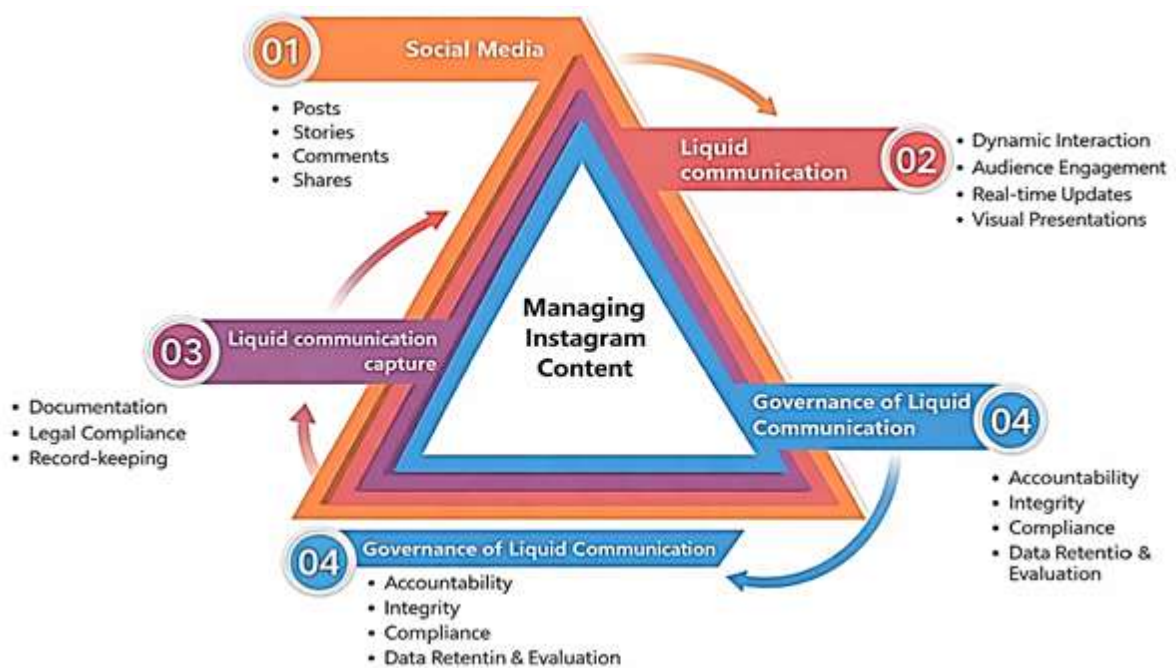 01
Social Media
• Posts
• Stories
• Comments
• Shares
Liquid
communication
02
• Dynamic Interaction
• Audience Engagement
• Real-time Updates
• Visual Presentations
Managing
Instagram
Content
03
Liquid communication
capture
• Documentation
• Legal Compliance
• Record-keeping
Governance of Liquid
Communication
04
• Accountability
• Integrity
• Compliance
• Data Retentio &
Evaluation
04
Governance of Liquid Communication
• Accountability
• Integrity
• Compliance
• Data Retentin & Evaluation